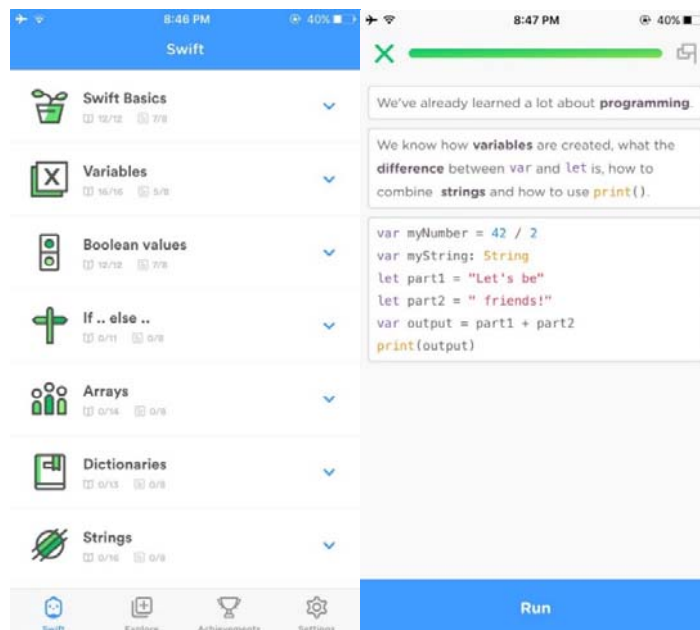 8:46 PM
40%
Swift
Swift Basics
12/12 7/8
Variables
16/16 5/8
Boolean values
12/12 7/8
If .. else ..
0/11 0/8
Arrays
0/14 0/8
Dictionaries
0/13 0/8
Strings
0/16 0/8
Swift Explore Achievements Settings
8:47 PM
40%
We've already learned a lot about programming.
We know how variables are created, what the
difference between var and let is, how to
combine strings and how to use print().
var myNumber = 42 / 2
var myString: String
let part1 = "Let's be"
let part2 = " friends!"
var output = part1 + part2
print(output)
Run